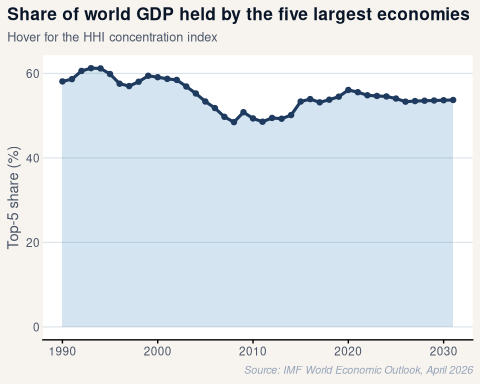 Share of world GDP held by the five largest economies
Hover for the HHI concentration index
Top-5 share (%)
60
40
20
0
1990
2000
2010
2020
2030
Source: IMF World Economic Outlook, April 2026